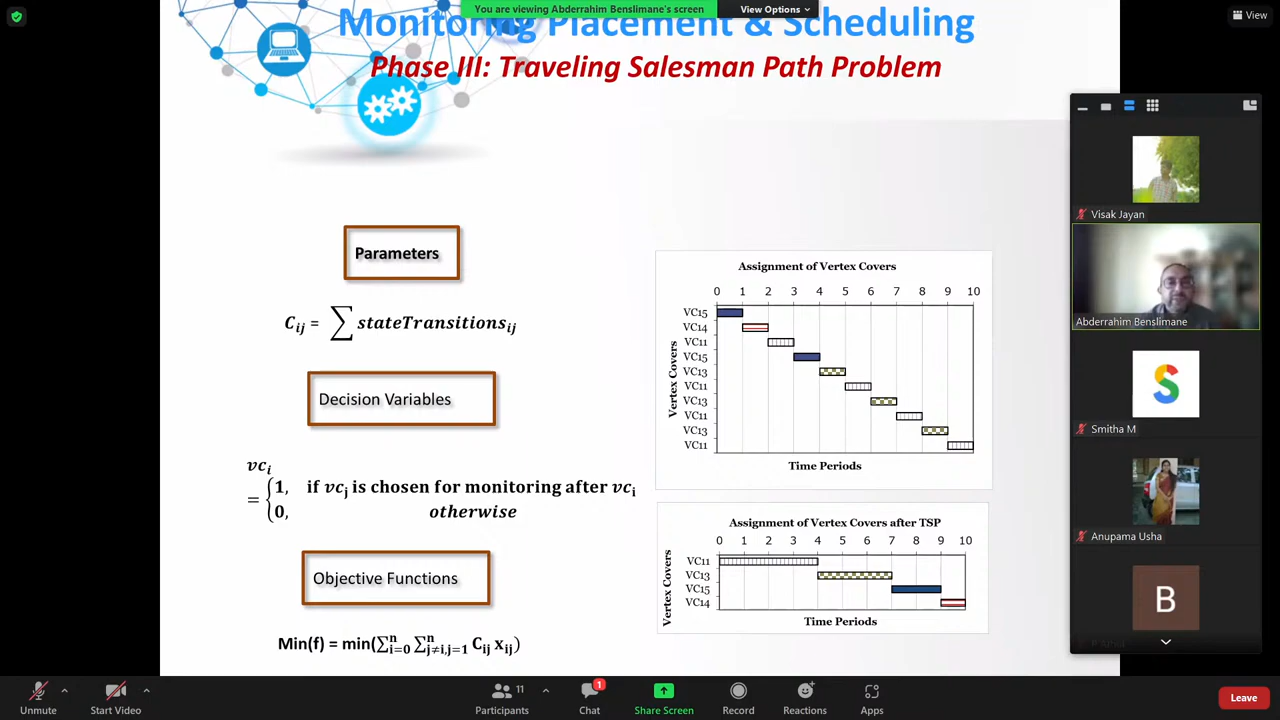 You are viewing Abderrahim Benslimane's screen
View Options
View
Monitoring Placement & Scheduling
Phase III: Traveling Salesman Path Problem
Parameters
Cij = ∑ stateTransitionsij
Decision Variables
vci
= {1, if vcj is chosen for monitoring after vci
0, otherwise
Objective Functions
Min(f) = min(∑ni=0 ∑nj≠i,j=1 Cij xij)
Assignment of Vertex Covers
0 1 2 3 4 5 6 7 8 9 10
VC15
VC14
VC11
VC15
VC13
VC11
VC13
VC11
VC13
VC11
Vertex Covers
Time Periods
Assignment of Vertex Covers after TSP
0 1 2 3 4 5 6 7 8 9 10
VC11
VC13
VC15
VC14
Vertex Covers
Time Periods
Visak Jayan
Abderrahim Benslimane
S
Smitha M
Anupama Usha
B
Unmute
Start Video
11
Participants
1
Chat
Share Screen
Record
Reactions
Apps
Leave